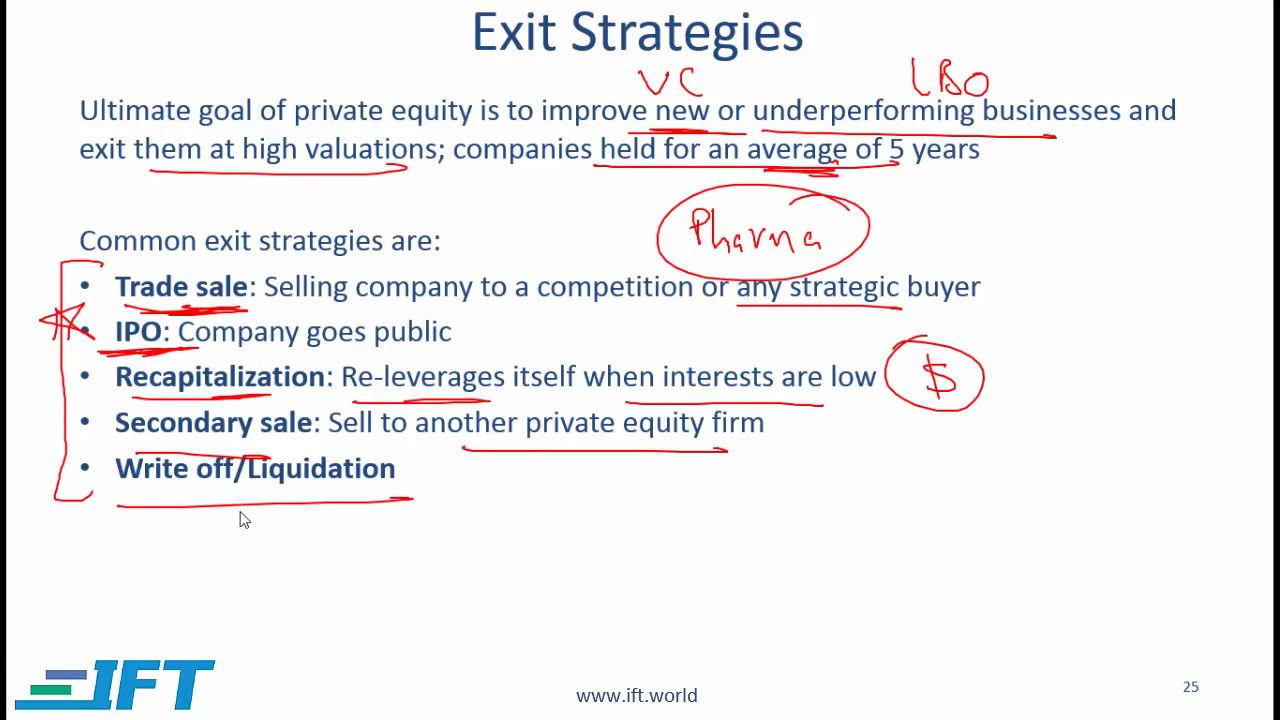 Exit Strategies
VC LBO
Ultimate goal of private equity is to improve new or underperforming businesses and
exit them at high valuations; companies held for an average of 5 years
Pharma
Common exit strategies are:
• Trade sale: Selling company to a competition or any strategic buyer
• IPO: Company goes public
• Recapitalization: Re-leverages itself when interests are low $
• Secondary sale: Sell to another private equity firm
• Write off/Liquidation
IFT
www.ift.world
25